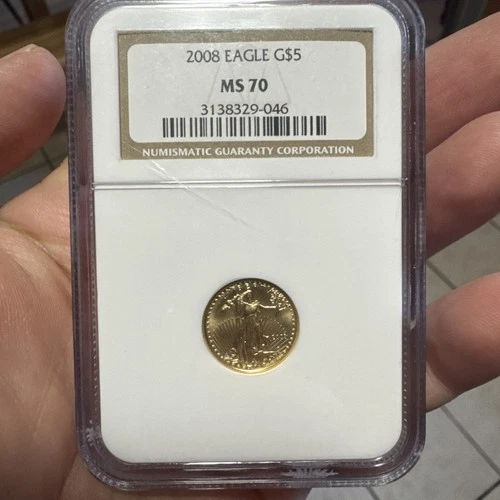 2008 EAGLE G$5
MS 70
3138329-046
NUMISMATIC GUARANTY CORPORATION